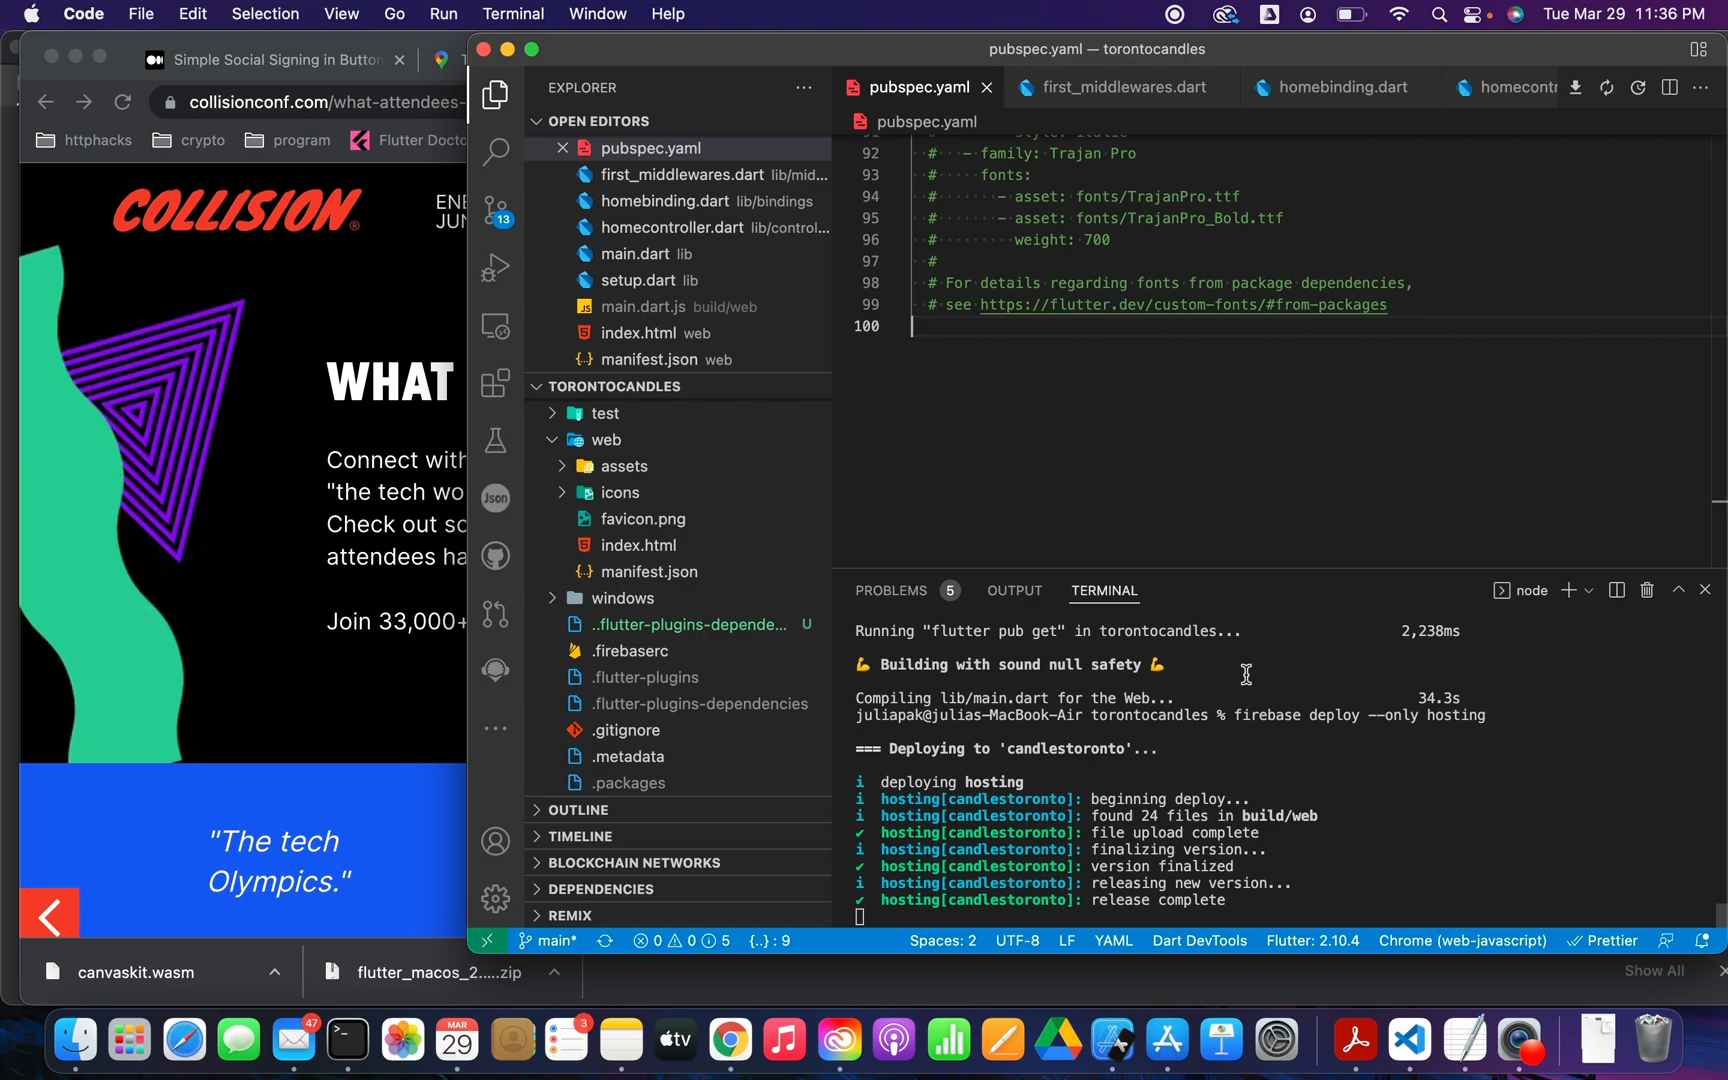 Code File Edit Selection View Go Run Terminal Window Help
Tue Mar 29 11:36 PM
Simple Social Signing in Button
collisionconf.com/what-attendees-
httphacks crypto program Flutter Docto
COLLISION
WHAT
Connect with
"the tech wo
attendees ha
Join 33,000+
"The tech
Olympics."
canvaskit.wasm
flutter_macos_2.....zip
Show All
pubspec.yaml — torontocandles
EXPLORER
OPEN EDITORS
pubspec.yaml
first_middlewares.dart lib/mid...
homebinding.dart lib/bindings
homecontroller.dart lib/control...
main.dart lib
setup.dart lib
main.dart.js build/web
index.html web
manifest.json web
TORONTOCANDLES
test
web
assets
icons
favicon.png
index.html
manifest.json
windows
..flutter-plugins-depende... U
.firebaserc
.flutter-plugins
.flutter-plugins-dependencies
.gitignore
.metadata
.packages
OUTLINE
TIMELINE
BLOCKCHAIN NETWORKS
DEPENDENCIES
REMIX
13
Json
pubspec.yaml first_middlewares.dart homebinding.dart homecontr
pubspec.yaml
92 # - family: Trajan Pro
93 # fonts:
94 # - asset: fonts/TrajanPro.ttf
95 # - asset: fonts/TrajanPro_Bold.ttf
96 # weight: 700
97 #
98 # For details regarding fonts from package dependencies,
99 # see https://flutter.dev/custom-fonts/#from-packages
100
PROBLEMS 5 OUTPUT TERMINAL node
Running "flutter pub get" in torontocandles... 2,238ms
💪 Building with sound null safety 💪
Compiling lib/main.dart for the Web... 34.3s
juliapak@julias-MacBook-Air torontocandles % firebase deploy --only hosting
=== Deploying to 'candlestoronto'...
i deploying hosting
i hosting[candlestoronto]: beginning deploy...
i hosting[candlestoronto]: found 24 files in build/web
✔ hosting[candlestoronto]: file upload complete
i hosting[candlestoronto]: finalizing version...
✔ hosting[candlestoronto]: version finalized
i hosting[candlestoronto]: releasing new version...
✔ hosting[candlestoronto]: release complete
main* 0 0 5 {..} : 9 Spaces: 2 UTF-8 LF YAML Dart DevTools Flutter: 2.10.4 Chrome (web-javascript) Prettier
47
MAR
29
3
tv